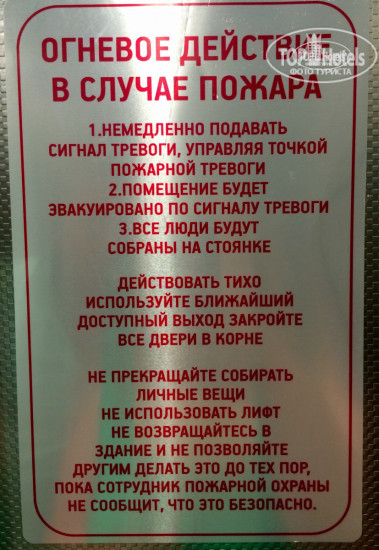 ОГНЕВОЕ ДЕЙСТВИЕ
TOPHotels
ФОТО ТУРИСТА
В СЛУЧАЕ ПОЖАРА
1.НЕМЕДЛЕННО ПОДАВАТЬ
СИГНАЛ ТРЕВОГИ, УПРАВЛЯЯ ТОЧКОЙ
ПОЖАРНОЙ ТРЕВОГИ
2.ПОМЕЩЕНИЕ БУДЕТ
ЭВАКУИРОВАНО ПО СИГНАЛУ ТРЕВОГИ
3.ВСЕ ЛЮДИ БУДУТ
СОБРАНЫ НА СТОЯНКЕ
ДЕЙСТВОВАТЬ ТИХО
ИСПОЛЬЗУЙТЕ БЛИЖАЙШИЙ
ДОСТУПНЫЙ ВЫХОД ЗАКРОЙТЕ
ВСЕ ДВЕРИ В КОРНЕ
НЕ ПРЕКРАЩАЙТЕ СОБИРАТЬ
ЛИЧНЫЕ ВЕЩИ
НЕ ИСПОЛЬЗОВАТЬ ЛИФТ
НЕ ВОЗВРАЩАЙТЕСЬ В
ЗДАНИЕ И НЕ ПОЗВОЛЯЙТЕ
ДРУГИМ ДЕЛАТЬ ЭТО ДО ТЕХ ПОР,
ПОКА СОТРУДНИК ПОЖАРНОЙ ОХРАНЫ
НЕ СООБЩИТ, ЧТО ЭТО БЕЗОПАСНО.